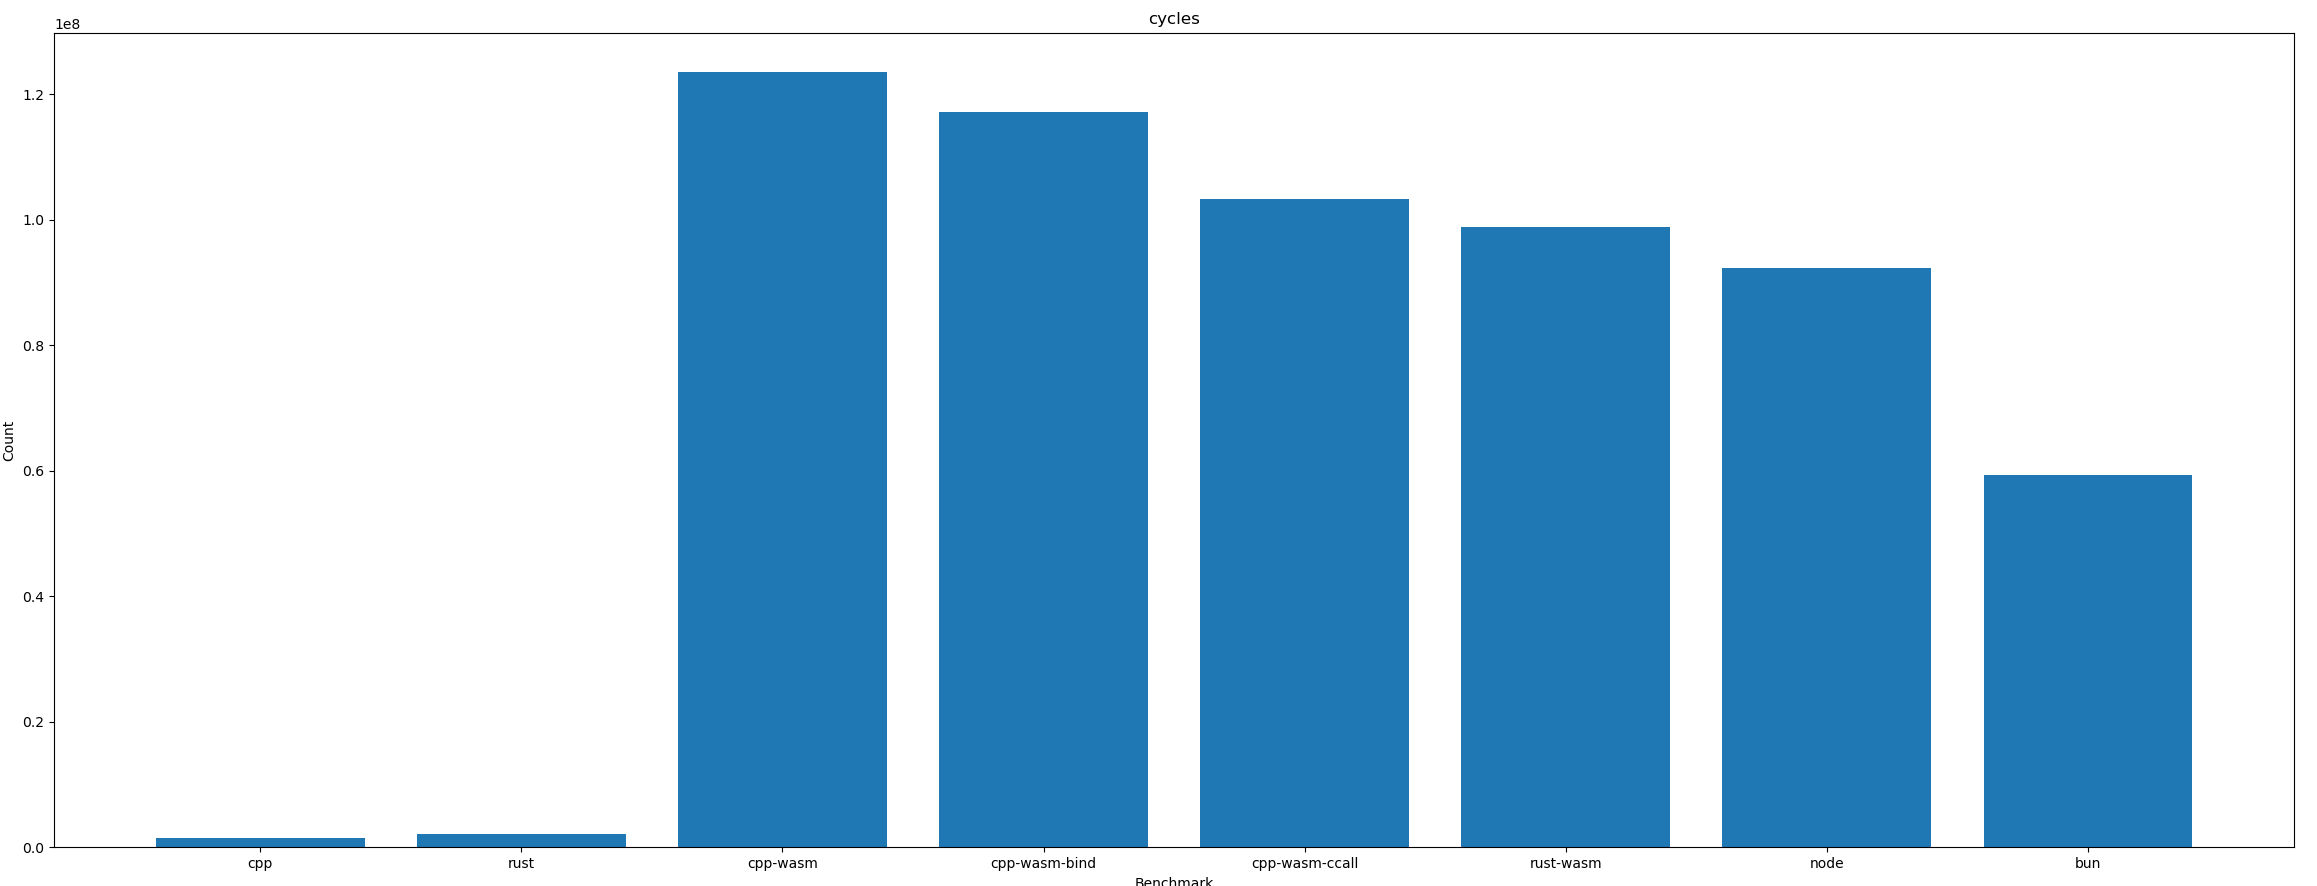 cycles
1e8
1.2
1.0
0.8
0.6
0.4
0.2
0.0
Count
cpp rust cpp-wasm cpp-wasm-bind cpp-wasm-ccall rust-wasm node bun
Benchmark